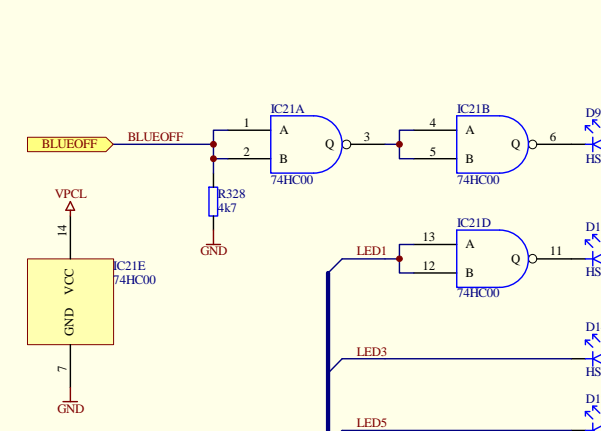 IC21A
IC21B
D9
1
A
4
A
BLUEOFF
BLUEOFF
Q
3
Q
6
2
B
5
B
HS
74HC00
74HC00
VPCL
R328
4k7
14
GND
IC21D
D1
13
A
LED1
Q
11
IC21E
74HC00
VCC
12
B
HS
74HC00
GND
D1
LED3
7
HS
GND
D1
LED5